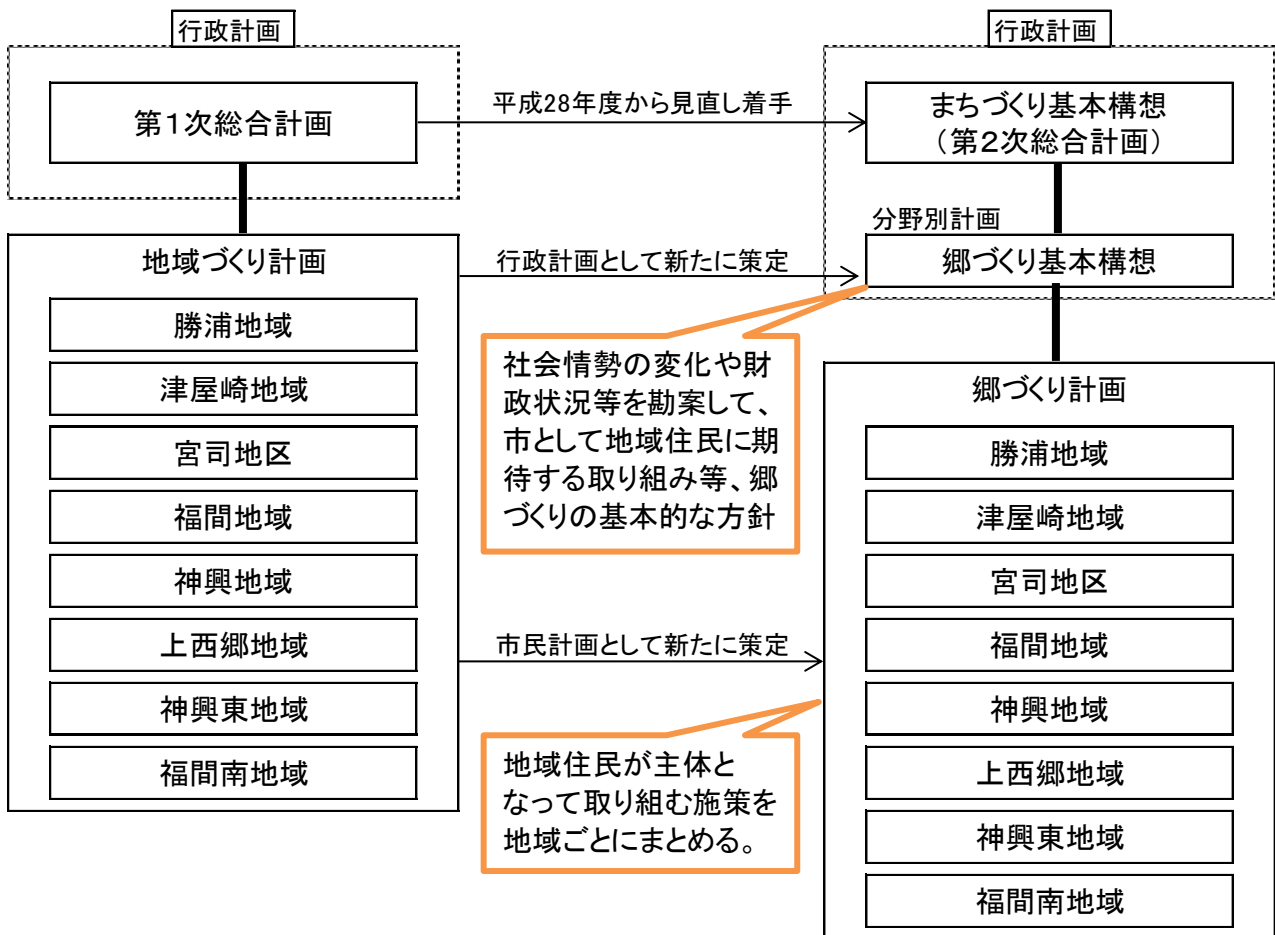 行政計画
第1次総合計画
平成28年度から見直し着手
行政計画
まちづくり基本構想
（第2次総合計画）
地域づくり計画
勝浦地域
津屋崎地域
宮司地区
福間地域
神興地域
上西郷地域
神興東地域
福間南地域
行政計画として新たに策定
分野別計画
郷づくり基本構想
社会情勢の変化や財
政状況等を勘案して、
市として地域住民に期
待する取り組み等、郷
づくりの基本的な方針
市民計画として新たに策定
地域住民が主体と
なって取り組む施策を
地域ごとにまとめる。
郷づくり計画
勝浦地域
津屋崎地域
宮司地区
福間地域
神興地域
上西郷地域
神興東地域
福間南地域